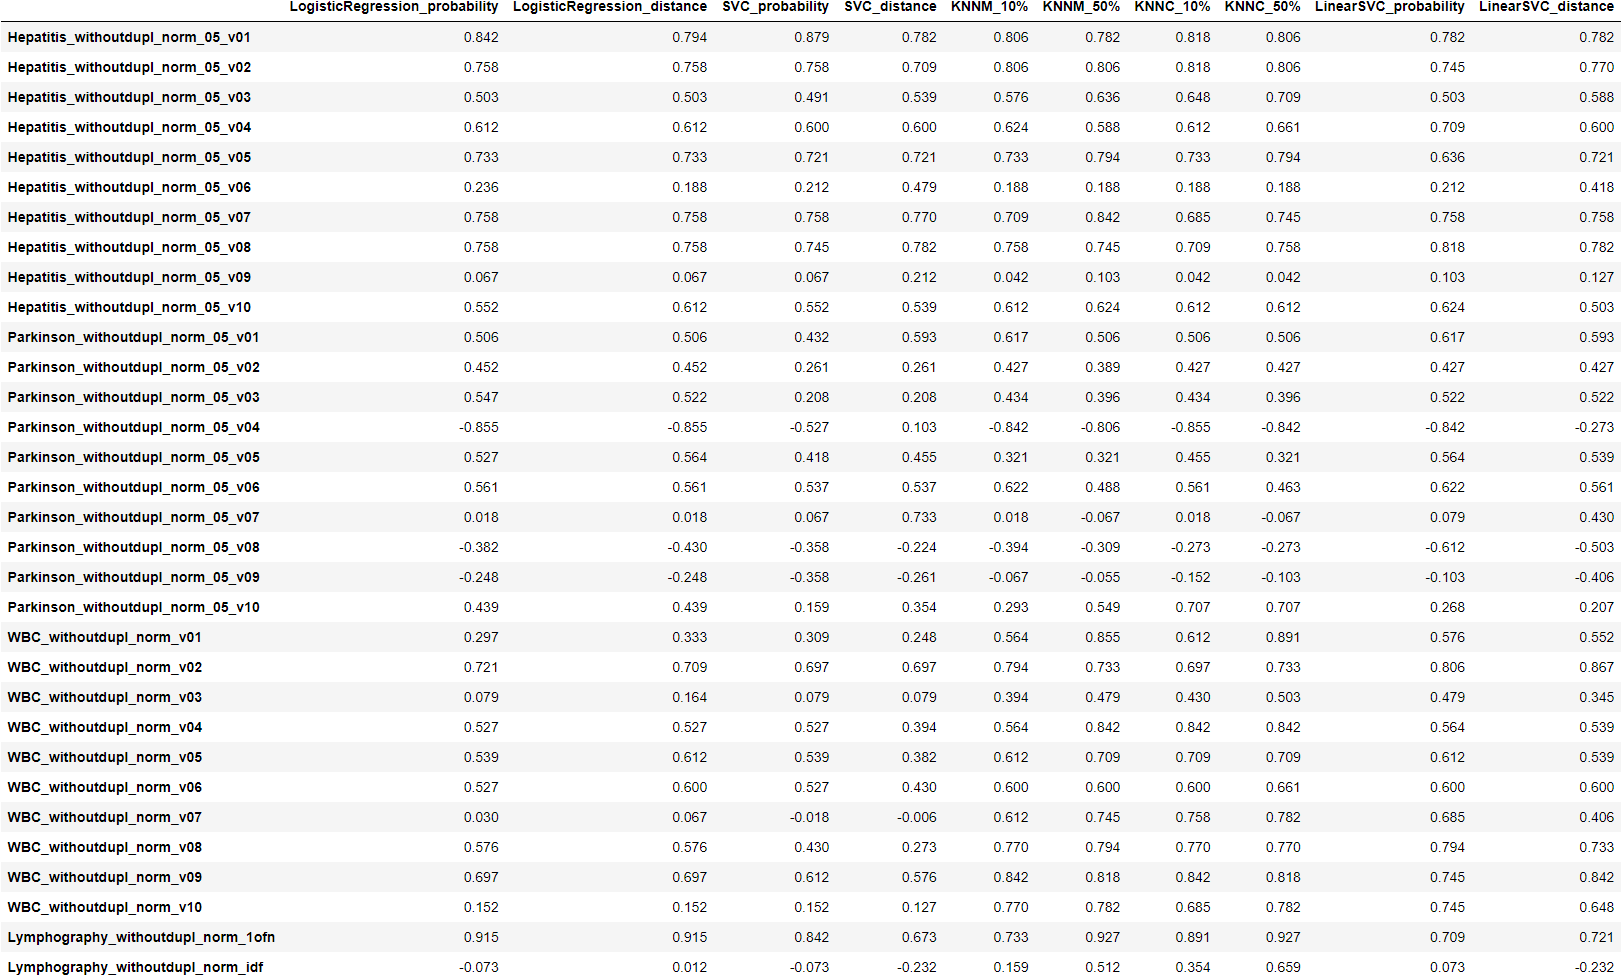 LogisticRegression_probability LogisticRegression_distance SVC_probability SVC_distance KNNM_10% KNNM_50% KNNC_10% KNNC_50% LinearSVC_probability LinearSVC_distance
Hepatitis_withoutdupl_norm_05_v01 0.842 0.794 0.879 0.782 0.806 0.782 0.818 0.806 0.782 0.782
Hepatitis_withoutdupl_norm_05_v02 0.758 0.758 0.758 0.709 0.806 0.806 0.818 0.806 0.745 0.770
Hepatitis_withoutdupl_norm_05_v03 0.503 0.503 0.491 0.539 0.576 0.636 0.648 0.709 0.503 0.588
Hepatitis_withoutdupl_norm_05_v04 0.612 0.612 0.600 0.600 0.624 0.588 0.612 0.661 0.709 0.600
Hepatitis_withoutdupl_norm_05_v05 0.733 0.733 0.721 0.721 0.733 0.794 0.733 0.794 0.636 0.721
Hepatitis_withoutdupl_norm_05_v06 0.236 0.188 0.212 0.479 0.188 0.188 0.188 0.188 0.212 0.418
Hepatitis_withoutdupl_norm_05_v07 0.758 0.758 0.758 0.770 0.709 0.842 0.685 0.745 0.758 0.758
Hepatitis_withoutdupl_norm_05_v08 0.758 0.758 0.745 0.782 0.758 0.745 0.709 0.758 0.818 0.782
Hepatitis_withoutdupl_norm_05_v09 0.067 0.067 0.067 0.212 0.042 0.103 0.042 0.042 0.103 0.127
Hepatitis_withoutdupl_norm_05_v10 0.552 0.612 0.552 0.539 0.612 0.624 0.612 0.612 0.624 0.503
Parkinson_withoutdupl_norm_05_v01 0.506 0.506 0.432 0.593 0.617 0.506 0.506 0.506 0.617 0.593
Parkinson_withoutdupl_norm_05_v02 0.452 0.452 0.261 0.261 0.427 0.389 0.427 0.427 0.427 0.427
Parkinson_withoutdupl_norm_05_v03 0.547 0.522 0.208 0.208 0.434 0.396 0.434 0.396 0.522 0.522
Parkinson_withoutdupl_norm_05_v04 -0.855 -0.855 -0.527 0.103 -0.842 -0.806 -0.855 -0.842 -0.842 -0.273
Parkinson_withoutdupl_norm_05_v05 0.527 0.564 0.418 0.455 0.321 0.321 0.455 0.321 0.564 0.539
Parkinson_withoutdupl_norm_05_v06 0.561 0.561 0.537 0.537 0.622 0.488 0.561 0.463 0.622 0.561
Parkinson_withoutdupl_norm_05_v07 0.018 0.018 0.067 0.733 0.018 -0.067 0.018 -0.067 0.079 0.430
Parkinson_withoutdupl_norm_05_v08 -0.382 -0.430 -0.358 -0.224 -0.394 -0.309 -0.273 -0.273 -0.612 -0.503
Parkinson_withoutdupl_norm_05_v09 -0.248 -0.248 -0.358 -0.261 -0.067 -0.055 -0.152 -0.103 -0.103 -0.406
Parkinson_withoutdupl_norm_05_v10 0.439 0.439 0.159 0.354 0.293 0.549 0.707 0.707 0.268 0.207
WBC_withoutdupl_norm_v01 0.297 0.333 0.309 0.248 0.564 0.855 0.612 0.891 0.576 0.552
WBC_withoutdupl_norm_v02 0.721 0.709 0.697 0.697 0.794 0.733 0.697 0.733 0.806 0.867
WBC_withoutdupl_norm_v03 0.079 0.164 0.079 0.079 0.394 0.479 0.430 0.503 0.479 0.345
WBC_withoutdupl_norm_v04 0.527 0.527 0.527 0.394 0.564 0.842 0.842 0.842 0.564 0.539
WBC_withoutdupl_norm_v05 0.539 0.612 0.539 0.382 0.612 0.709 0.709 0.709 0.612 0.539
WBC_withoutdupl_norm_v06 0.527 0.600 0.527 0.430 0.600 0.600 0.600 0.661 0.600 0.600
WBC_withoutdupl_norm_v07 0.030 0.067 -0.018 -0.006 0.612 0.745 0.758 0.782 0.685 0.406
WBC_withoutdupl_norm_v08 0.576 0.576 0.430 0.273 0.770 0.794 0.770 0.770 0.794 0.733
WBC_withoutdupl_norm_v09 0.697 0.697 0.612 0.576 0.842 0.818 0.842 0.818 0.745 0.842
WBC_withoutdupl_norm_v10 0.152 0.152 0.152 0.127 0.770 0.782 0.685 0.782 0.745 0.648
Lymphography_withoutdupl_norm_1ofn 0.915 0.915 0.842 0.673 0.733 0.927 0.891 0.927 0.709 0.721
Lymphography_withoutdupl_norm_idf -0.073 0.012 -0.073 -0.232 0.159 0.512 0.354 0.659 0.073 -0.232